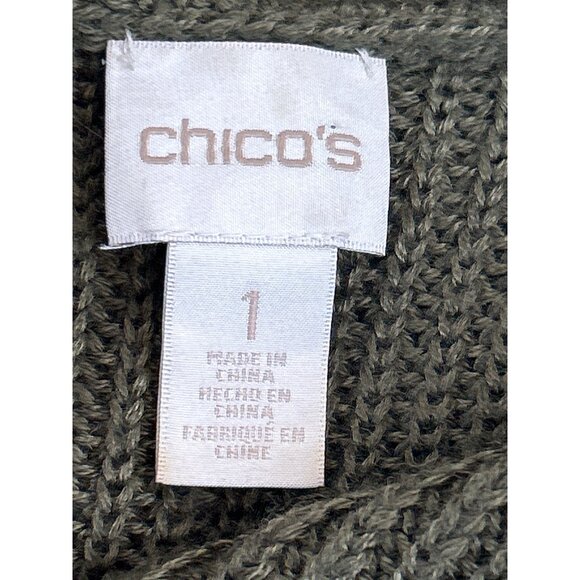 chico's
1
MADE IN
CHINA
HECHO EN
CHINA
FABRIQUÉ EN
CHINE